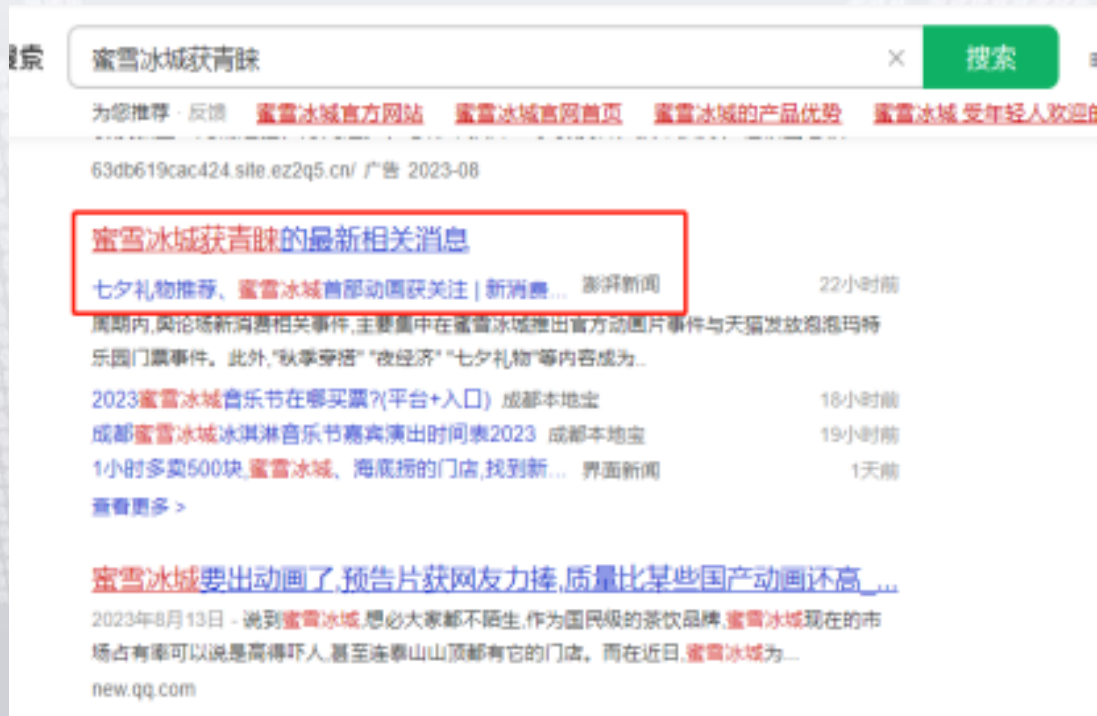 搜索
蜜雪冰城获青睐 × 搜索
为您推荐 · 反馈 蜜雪冰城官方网站 蜜雪冰城官网首页 蜜雪冰城的产品优势 蜜雪冰城 受年轻人欢迎的
63db619cac424.site.ez2q5.cn/ 广告 2023-08
蜜雪冰城获青睐的最新相关消息
七夕礼物推荐、蜜雪冰城首部动画获关注 | 新消费... 澎湃新闻 22小时前
周期内,舆论场新消费相关事件,主要集中在蜜雪冰城推出官方动画片事件与天猫发放泡泡玛特
乐园门票事件。此外,"秋季穿搭" "夜经济" "七夕礼物"等内容成为...
2023蜜雪冰城音乐节在哪买票?(平台+入口) 成都本地宝 18小时前
成都蜜雪冰城冰淇淋音乐节嘉宾演出时间表2023 成都本地宝 19小时前
1小时多卖500块,蜜雪冰城、海底捞的门店,找到新... 界面新闻 1天前
查看更多 >
蜜雪冰城要出动画了,预告片获网友力捧,质量比某些国产动画还高_...
2023年8月13日 - 说到蜜雪冰城,想必大家都不陌生,作为国民级的茶饮品牌,蜜雪冰城现在的市
场占有率可以说是高得吓人,甚至连泰山山顶都有它的门店。而在近日,蜜雪冰城为...
new.qq.com